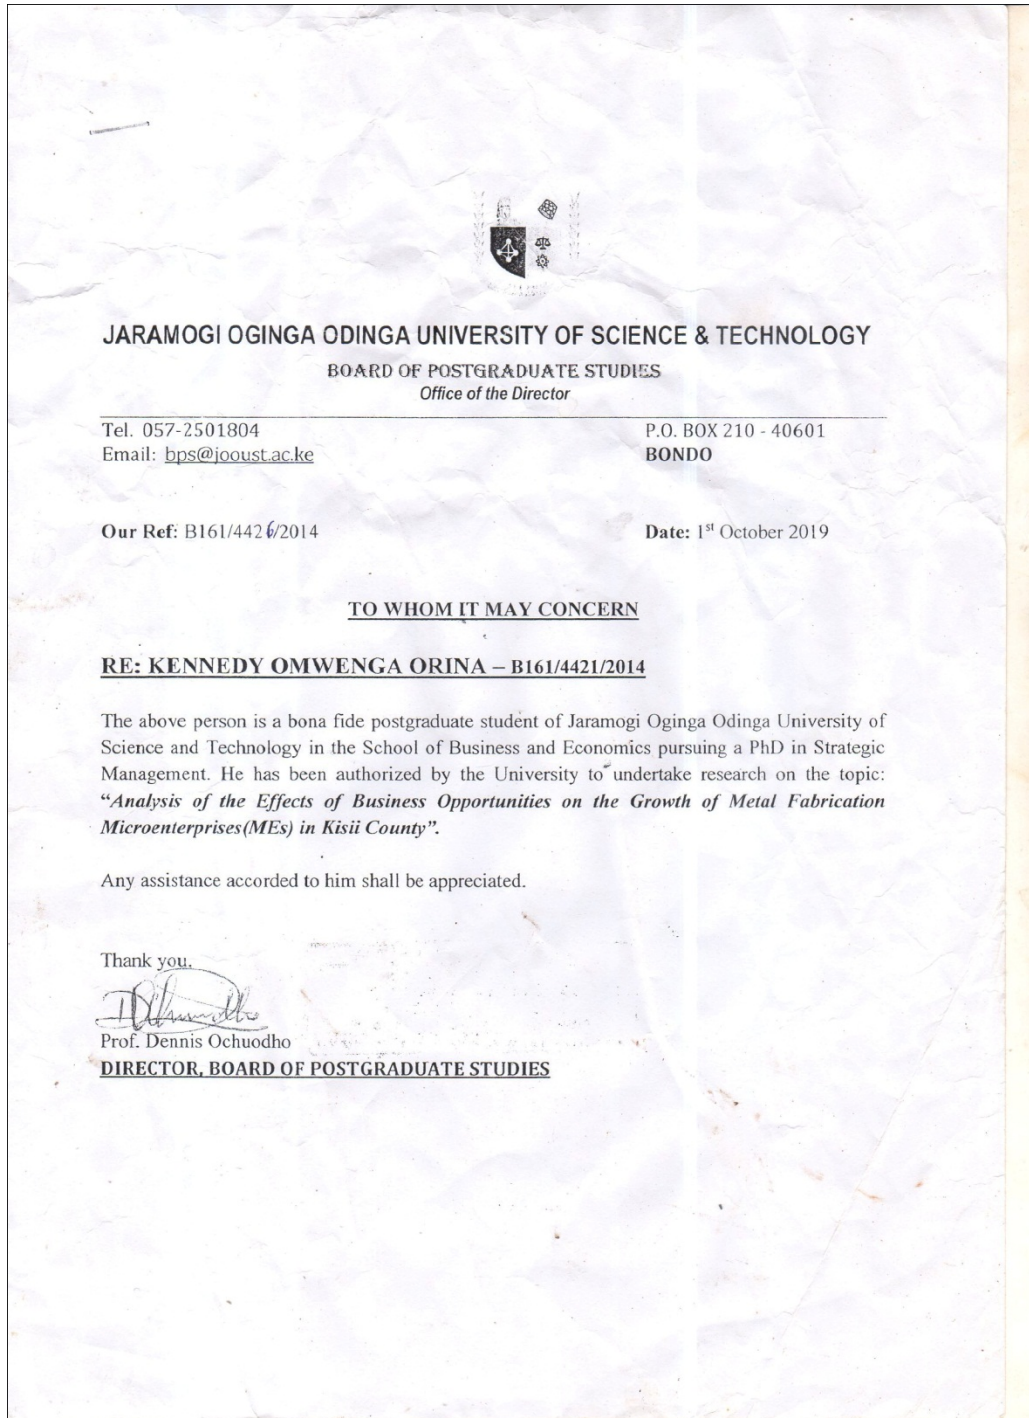 JARAMOGI OGINGA ODINGA UNIVERSITY OF SCIENCE & TECHNOLOGY
BOARD OF POSTGRADUATE STUDIES
Office of the Director
Tel. 057-2501804 P.O. BOX 210 - 40601
Email: bps@jooust.ac.ke BONDO
Our Ref: B161/4426/2014 Date: 1st October 2019
TO WHOM IT MAY CONCERN
RE: KENNEDY OMWENGA ORINA – B161/4421/2014
The above person is a bona fide postgraduate student of Jaramogi Oginga Odinga University of
Science and Technology in the School of Business and Economics pursuing a PhD in Strategic
Management. He has been authorized by the University to undertake research on the topic:
“Analysis of the Effects of Business Opportunities on the Growth of Metal Fabrication
Microenterprises(MEs) in Kisii County”.
Any assistance accorded to him shall be appreciated.
Thank you,
Prof. Dennis Ochuodho
DIRECTOR, BOARD OF POSTGRADUATE STUDIES